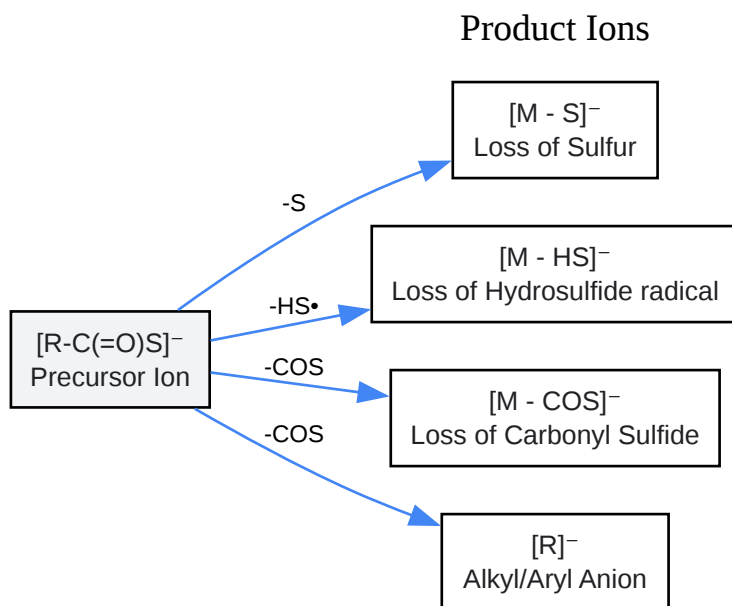 Product Ions
[M - S]⁻
Loss of Sulfur
-S
[M - HS]⁻
Loss of Hydrosulfide radical
-HS•
[R-C(=O)S]⁻
Precursor Ion
-COS
[M - COS]⁻
Loss of Carbonyl Sulfide
-COS
[R]⁻
Alkyl/Aryl Anion